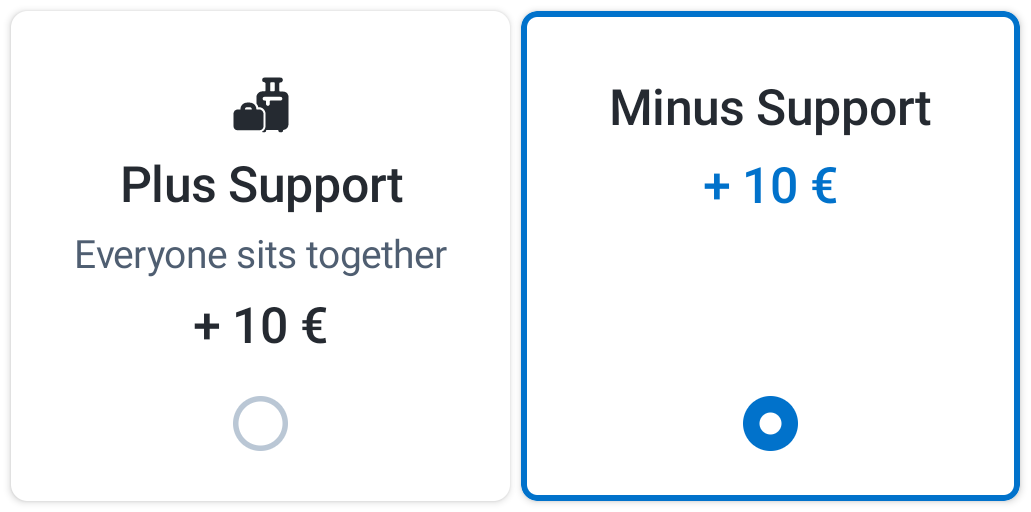 Plus Support
Everyone sits together
+ 10 €
Minus Support
+ 10 €